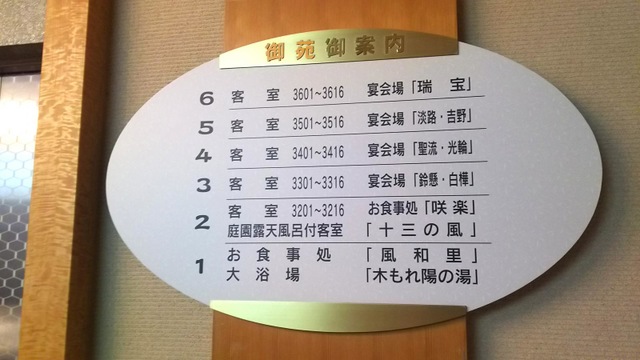 御苑御案内
6 客室 3601~3616 宴会場「瑞宝」
5 客室 3501~3516 宴会場「淡路・吉野」
4 客室 3401~3416 宴会場「聖流・光輪」
3 客室 3301~3316 宴会場「鈴懸・白樺」
2 客室 3201~3216 お食事処「咲楽」
庭園露天風呂付客室 「十三の風」
1 お食事処 「風和里」
大浴場 「木もれ陽の湯」